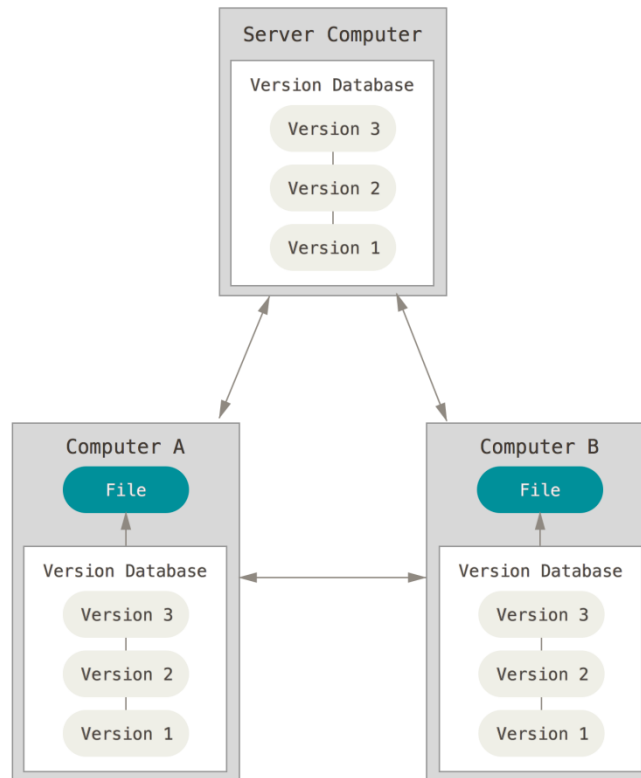 Server Computer
Version Database
Version 3
Version 2
Version 1
Computer A
File
Version Database
Version 3
Version 2
Version 1
Computer B
File
Version Database
Version 3
Version 2
Version 1